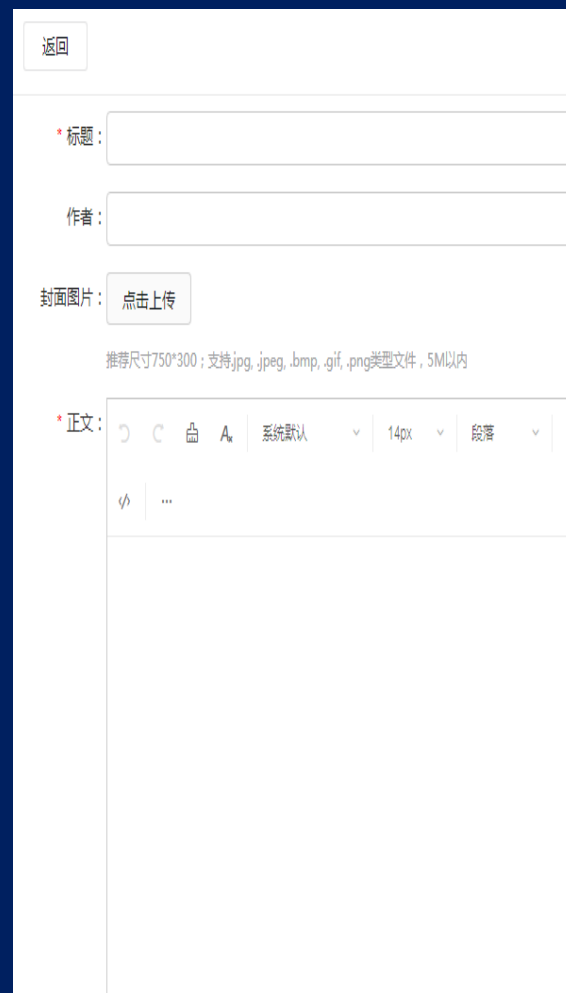 返回
* 标题：
作者：
封面图片： 点击上传
推荐尺寸750*300；支持.jpg, .jpeg, .bmp, .gif, .png类型文件，5M以内
* 正文： 系统默认 14px 段落